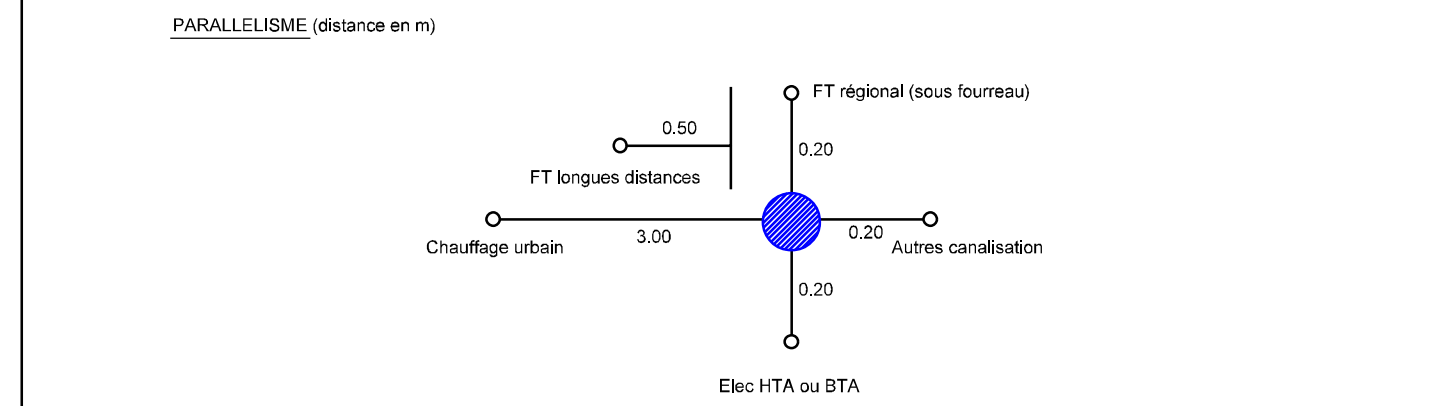 PARALLELISME (distance en m)
FT régional (sous fourreau)
0.50
0.20
FT longues distances
3.00
0.20
Chauffage urbain
Autres canalisation
0.20
Elec HTA ou BTA